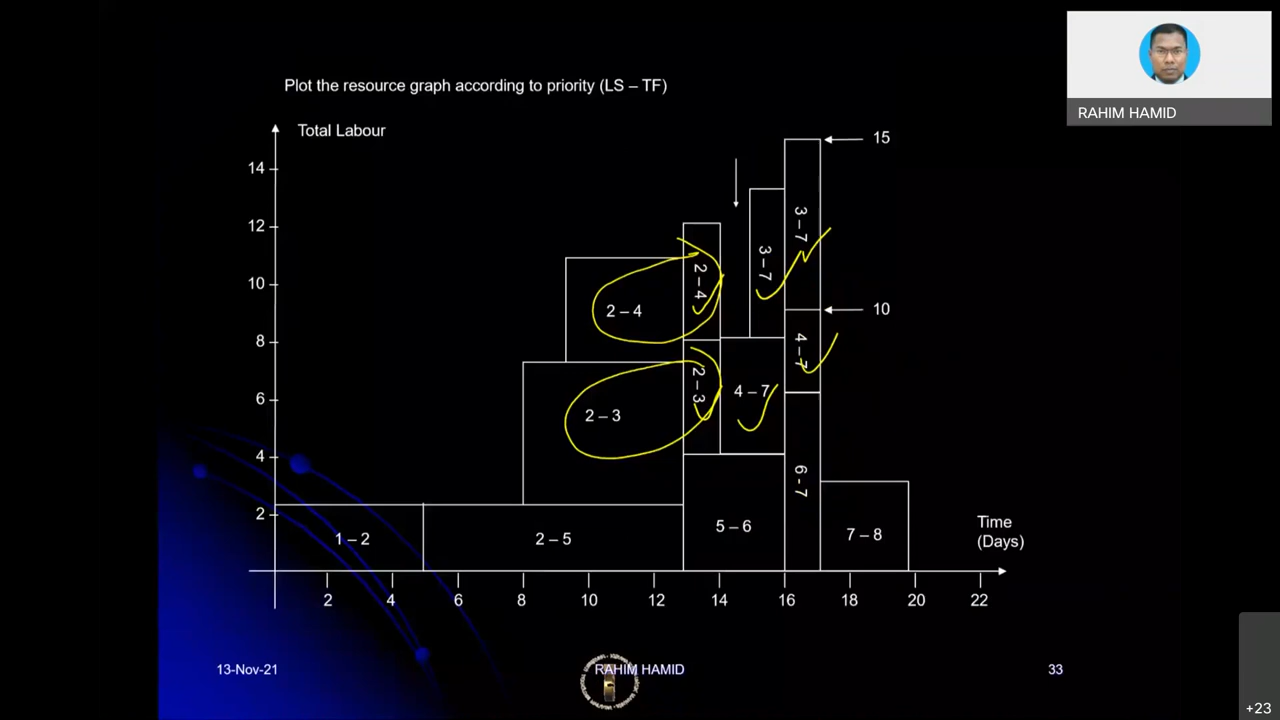 Plot the resource graph according to priority (LS – TF)
RAHIM HAMID
Total Labour
15
14
12
10
8
6
4
2
10
3 – 7
3 – 7
2 – 4
2 – 4
4 – 7
2 – 3
2 – 3
4 – 7
6 - 7
1 – 2
2 – 5
5 – 6
7 – 8
Time
(Days)
2 4 6 8 10 12 14 16 18 20 22
13-Nov-21
RAHIM HAMID
33
+23